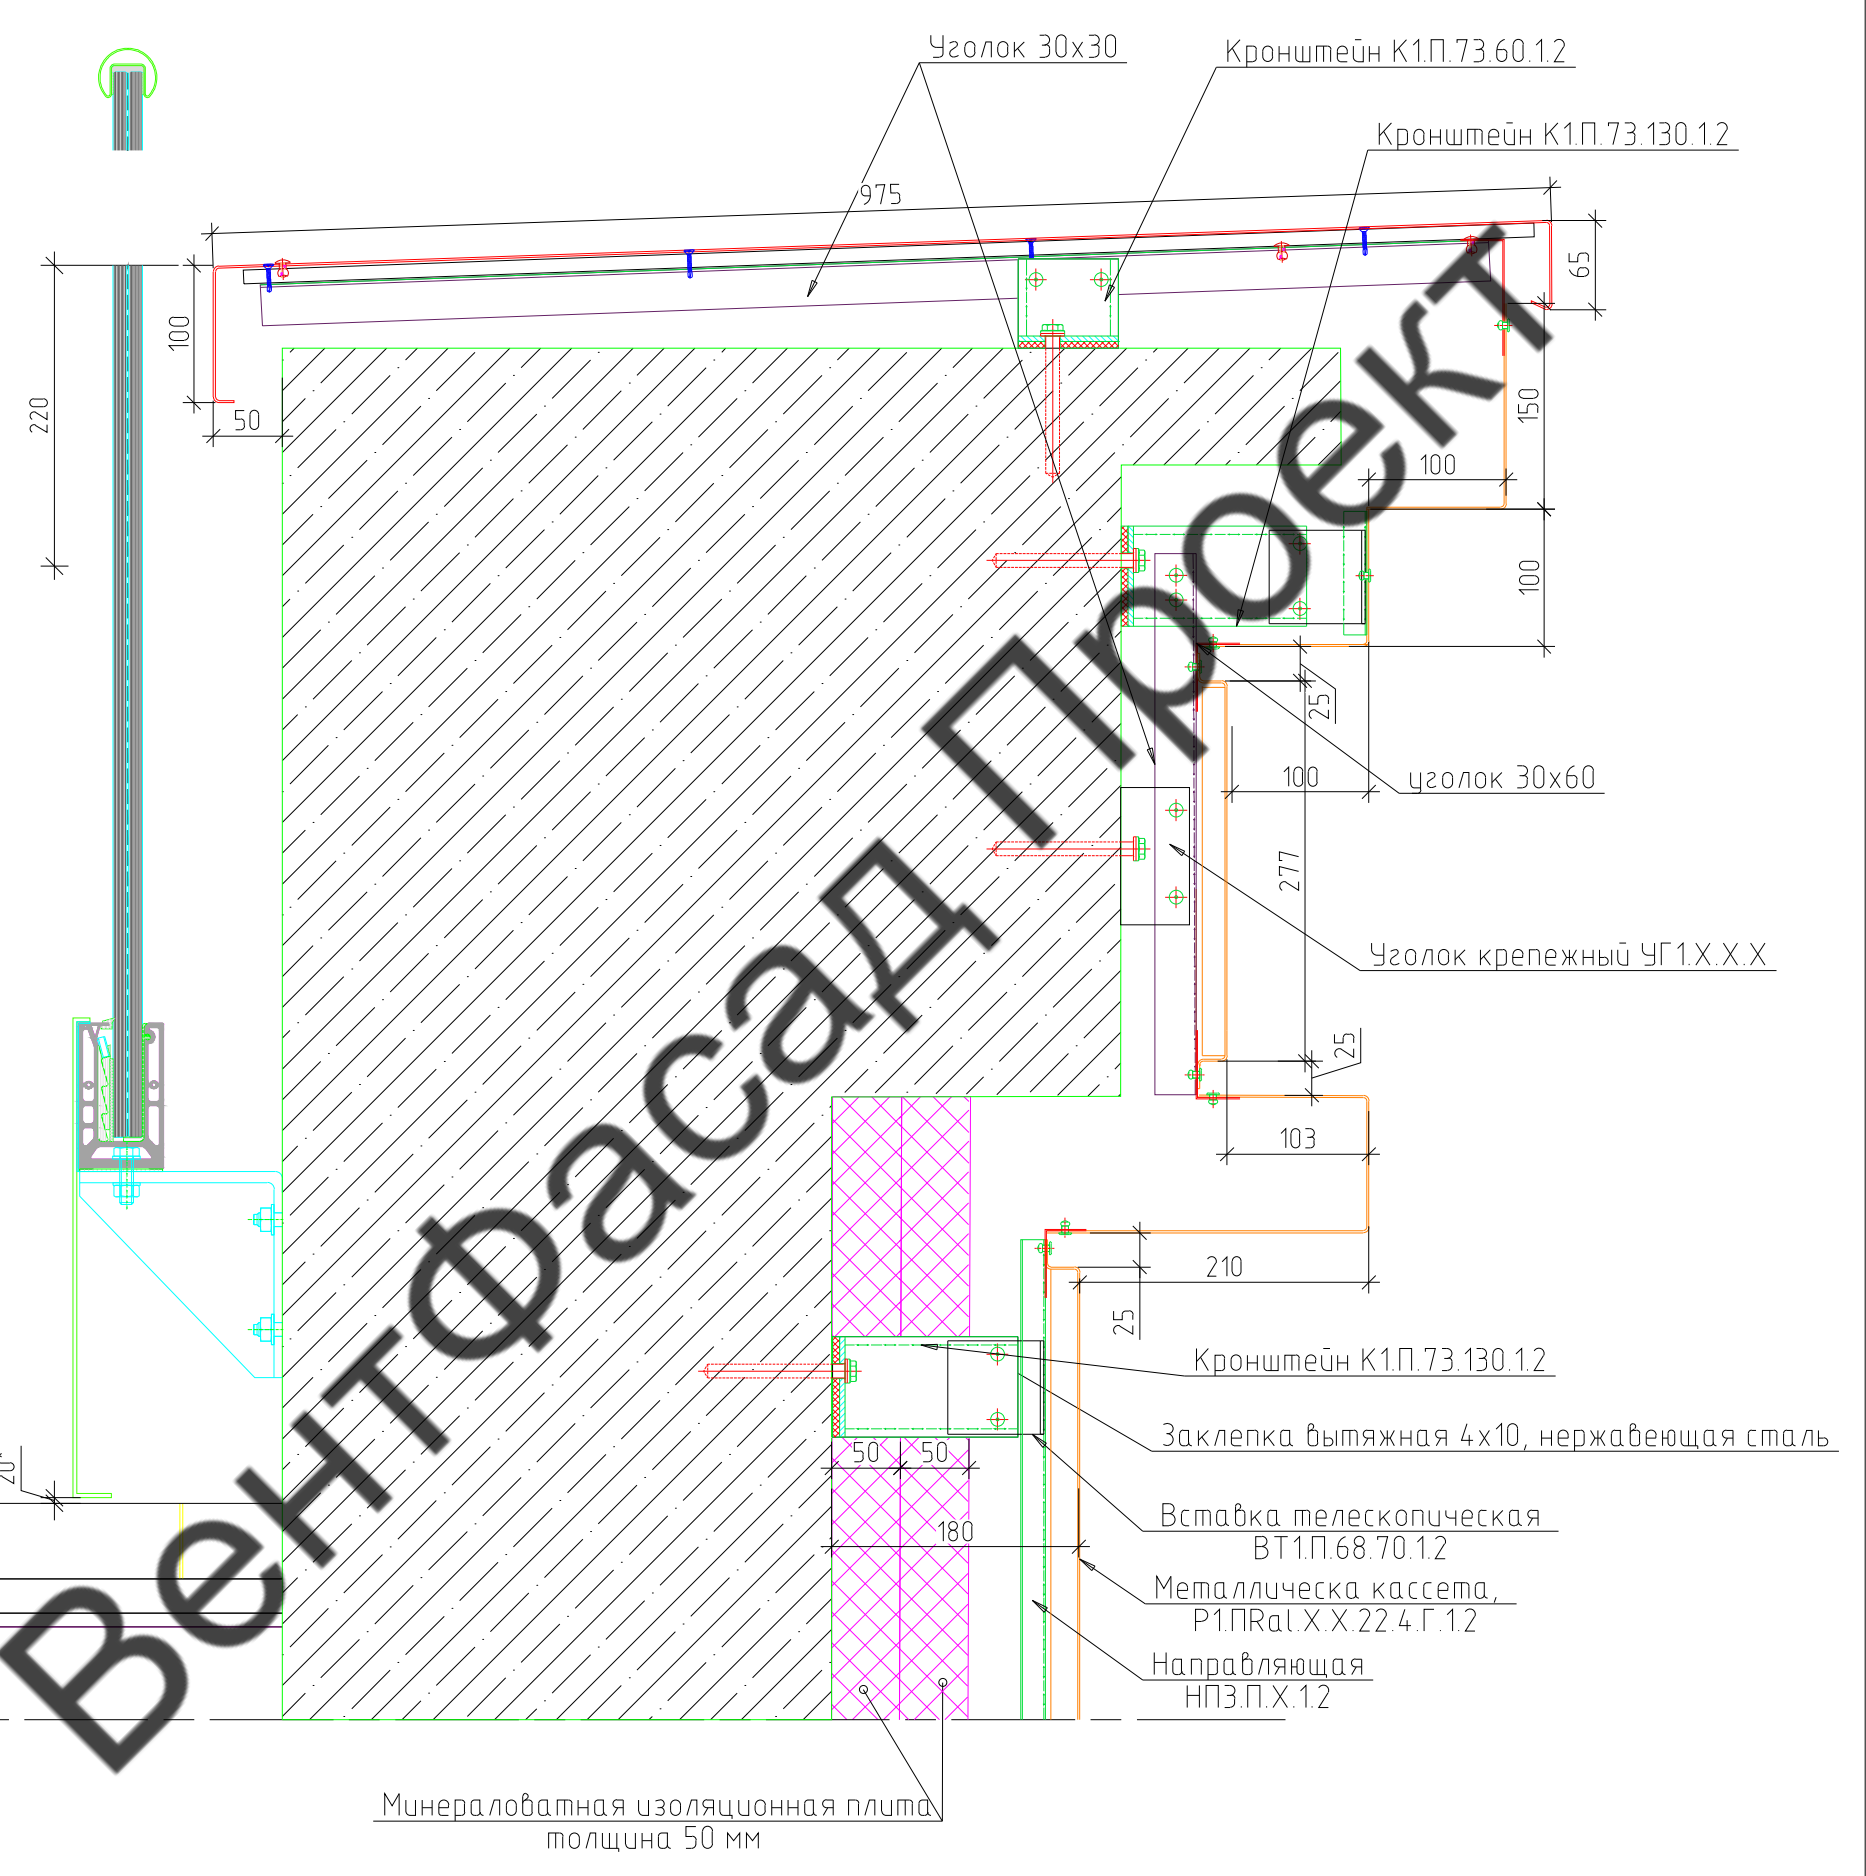 Уголок 30х30
Кронштейн К1.П.73.60.1.2
Кронштейн К1.П.73.130.1.2
975
65
100
220
50
150
100
100
25
100
уголок 30х60
277
Уголок крепежный УГ1.Х.Х.Х
25
103
210
25
Кронштейн К1.П.73.130.1.2
Заклепка вытяжная 4х10, нержавеющая сталь
50
50
20*
Вставка телескопическая
ВТ1.П.68.70.1.2
180
Металлическа кассета,
Р1.ПRal.Х.Х.22.4.Г.1.2
Направляющая
НП3.П.Х.1.2
Минераловатная изоляционная плита
толщина 50 мм
ВентФасад Проект